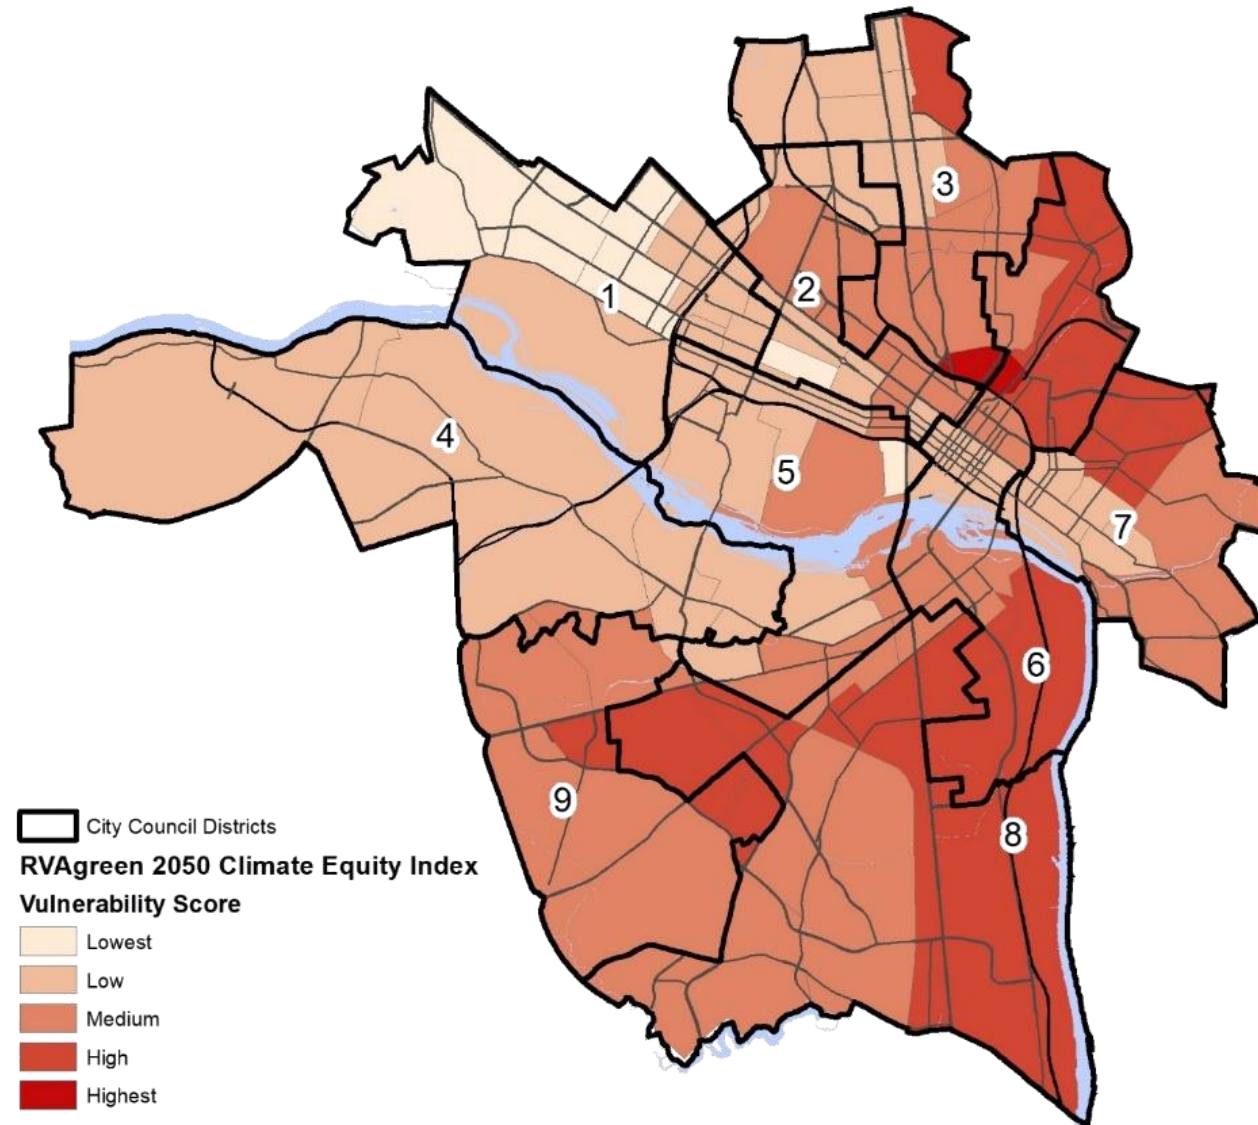 3
2
1
4
5
7
6
9
8
City Council Districts
RVAgreen 2050 Climate Equity Index
Vulnerability Score
Lowest
Low
Medium
High
Highest